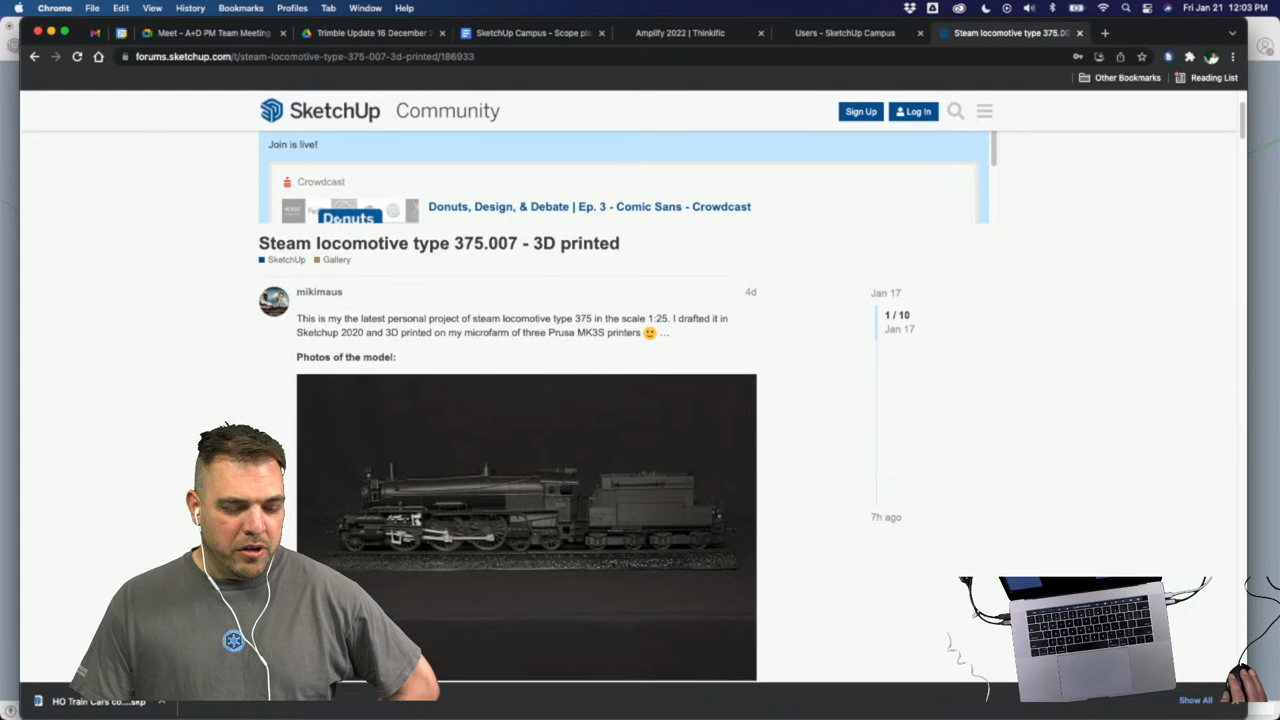 Chrome File Edit View History Bookmarks Profiles Tab Window Help Fri Jan 21 12:03 PM
Meet - A+D PM Team Meeting Trimble Update 16 December 2 SketchUp Campus - Scope pla Amplify 2022 | Thinkific Users - SketchUp Campus Steam locomotive type 375.00
forums.sketchup.com/t/steam-locomotive-type-375-007-3d-printed/186933
Other Bookmarks Reading List
SketchUp Community Sign Up Log In
Join is live!
Crowdcast
Donuts Donuts, Design, & Debate | Ep. 3 - Comic Sans - Crowdcast
Steam locomotive type 375.007 - 3D printed
SketchUp Gallery
mikimaus 4d
Jan 17
This is my the latest personal project of steam locomotive type 375 in the scale 1:25. I drafted it in
1 / 10
Sketchup 2020 and 3D printed on my microfarm of three Prusa MK3S printers 🙂 ...
Jan 17
Photos of the model:
7h ago
HO Train Cars co....skp Show All